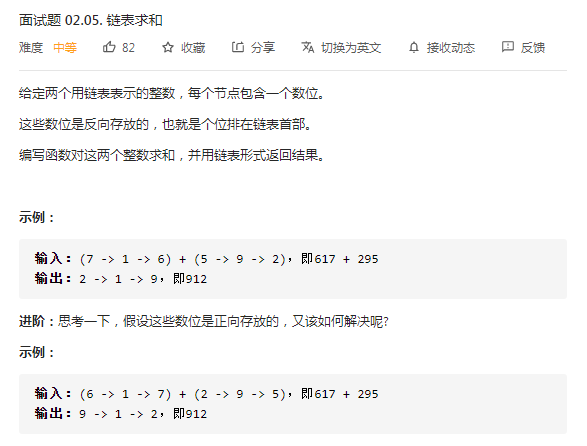 面试题 02.05. 链表求和
难度 中等 82 收藏 分享 切换为英文 接收动态 反馈
给定两个用链表表示的整数，每个节点包含一个数位。
这些数位是反向存放的，也就是个位排在链表首部。
编写函数对这两个整数求和，并用链表形式返回结果。
示例：
输入：(7 -> 1 -> 6) + (5 -> 9 -> 2)，即617 + 295
输出：2 -> 1 -> 9，即912
进阶：思考一下，假设这些数位是正向存放的，又该如何解决呢?
示例：
输入：(6 -> 1 -> 7) + (2 -> 9 -> 5)，即617 + 295
输出：9 -> 1 -> 2，即912